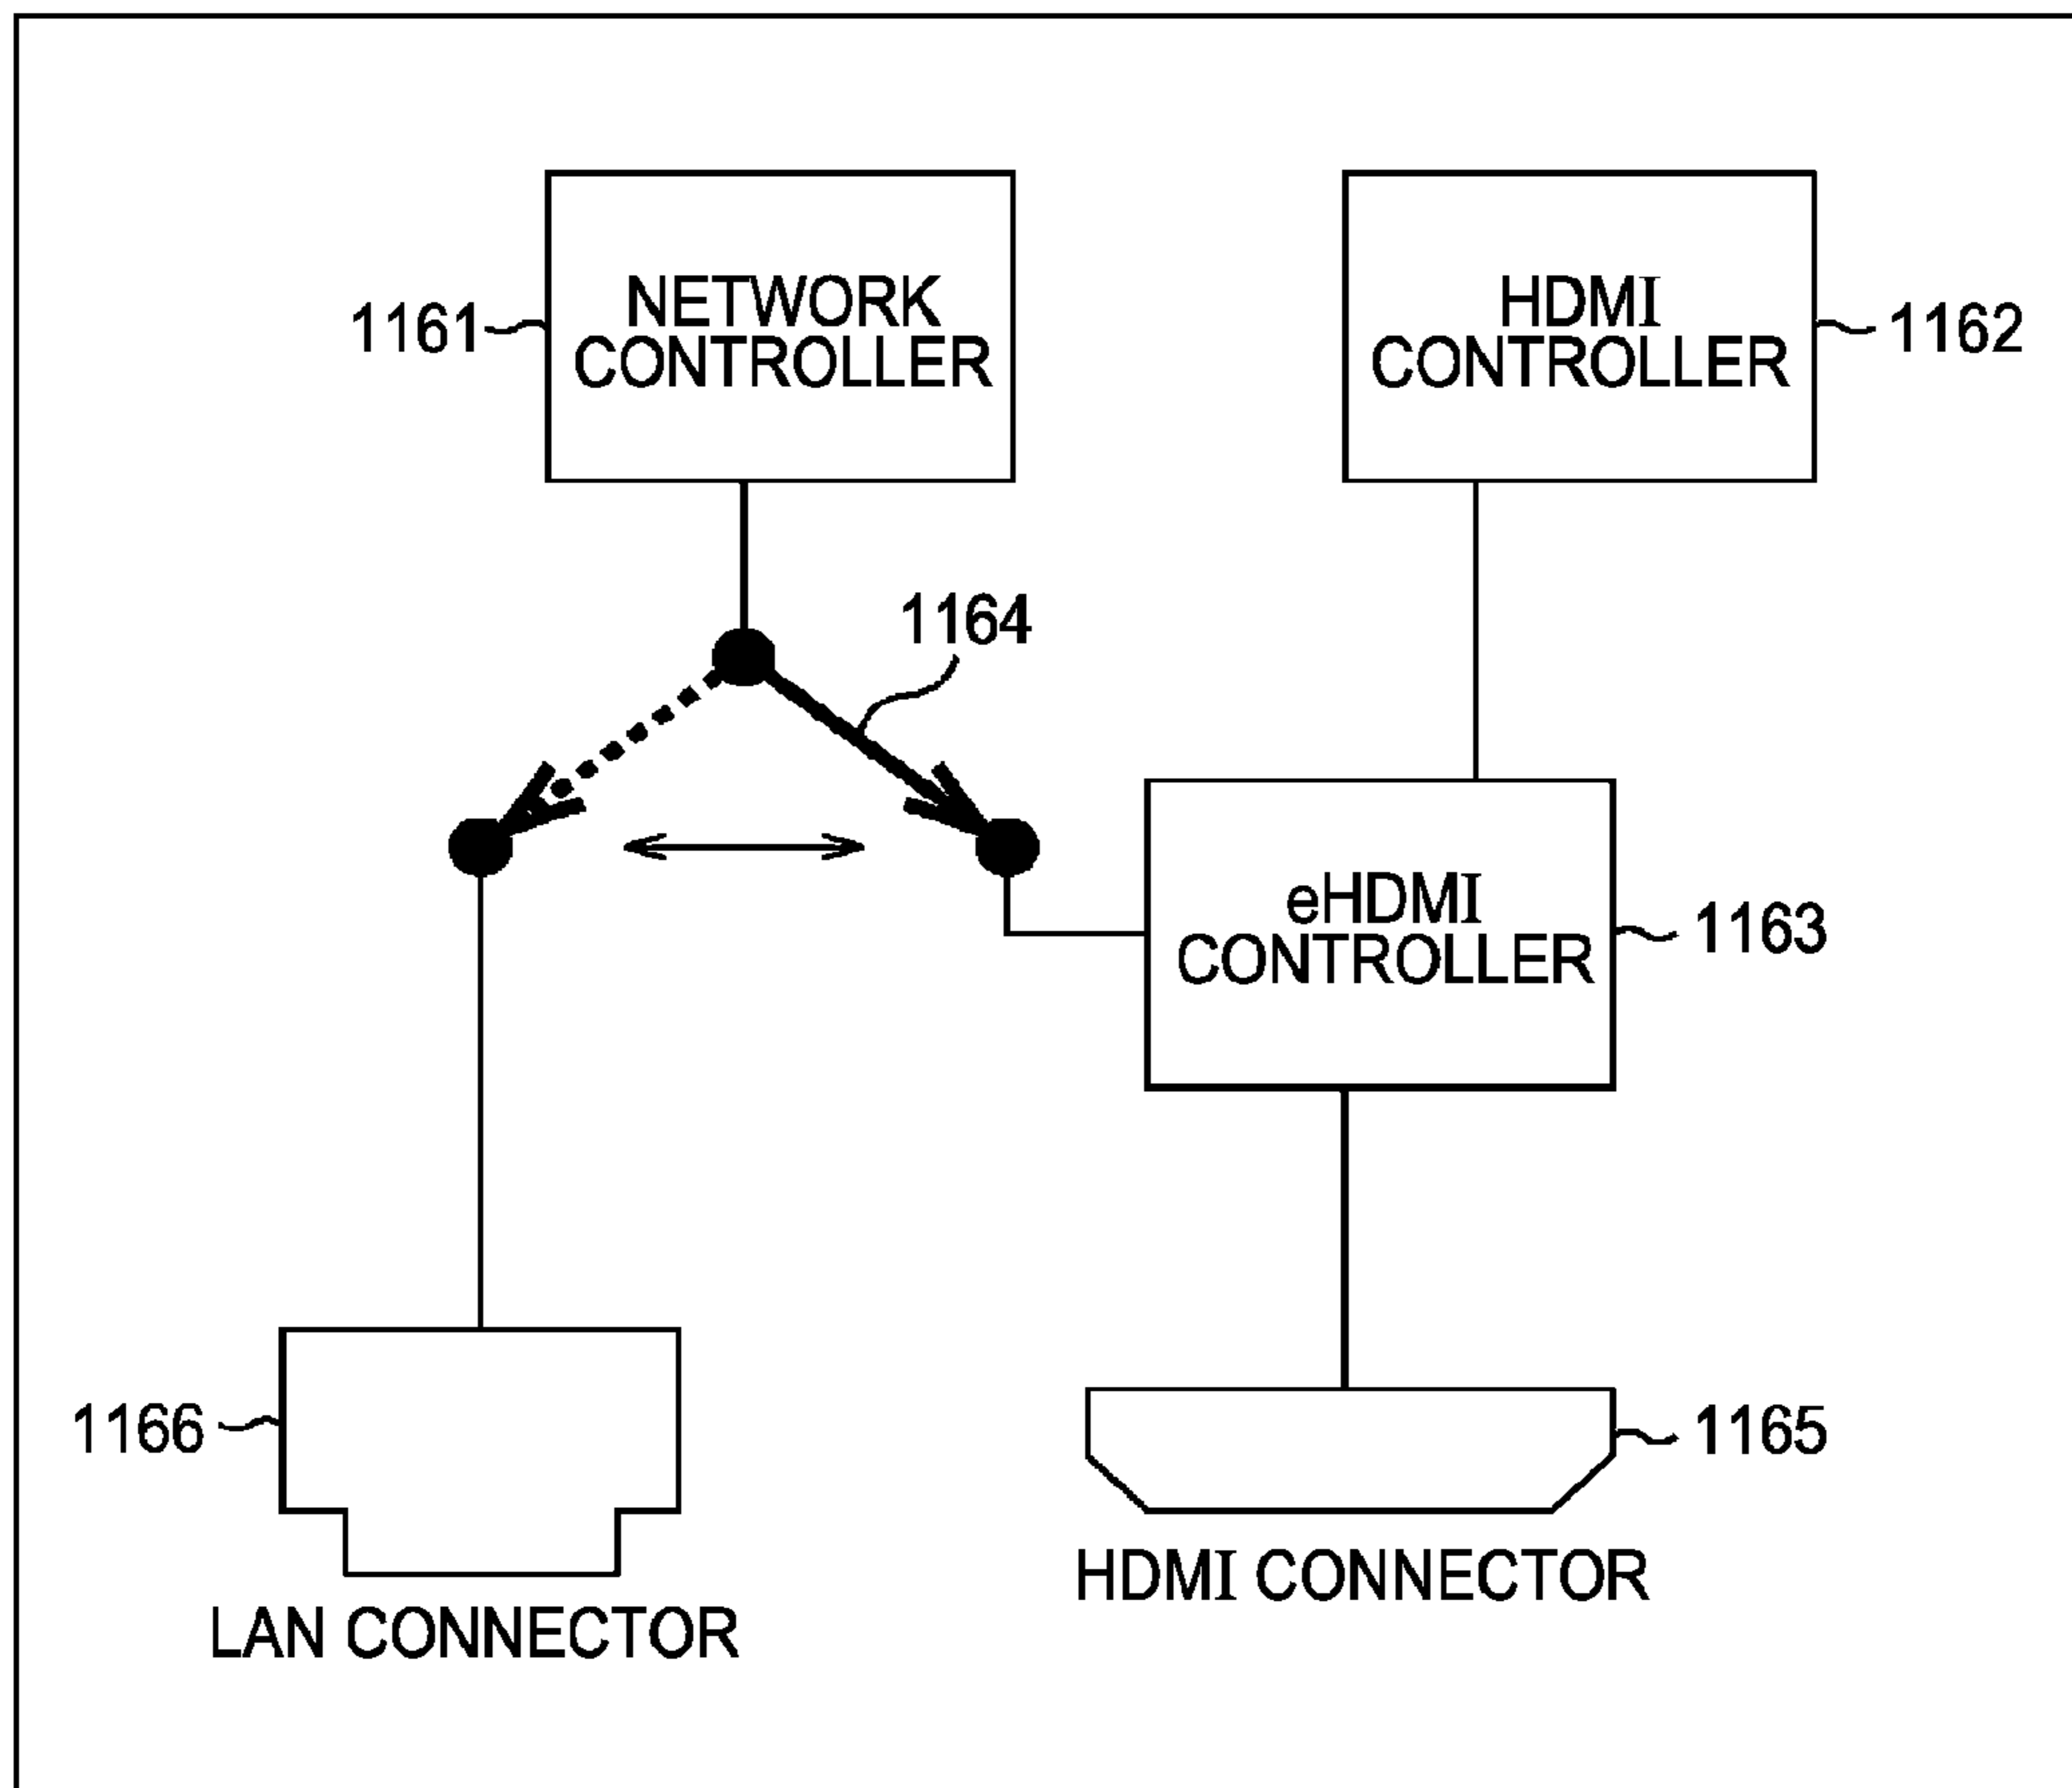 NETWORK
CONTROLLER
1161
HDMI
CONTROLLER
1162
1164
eHDMI
CONTROLLER
1163
1166
LAN CONNECTOR
1165
HDMI CONNECTOR